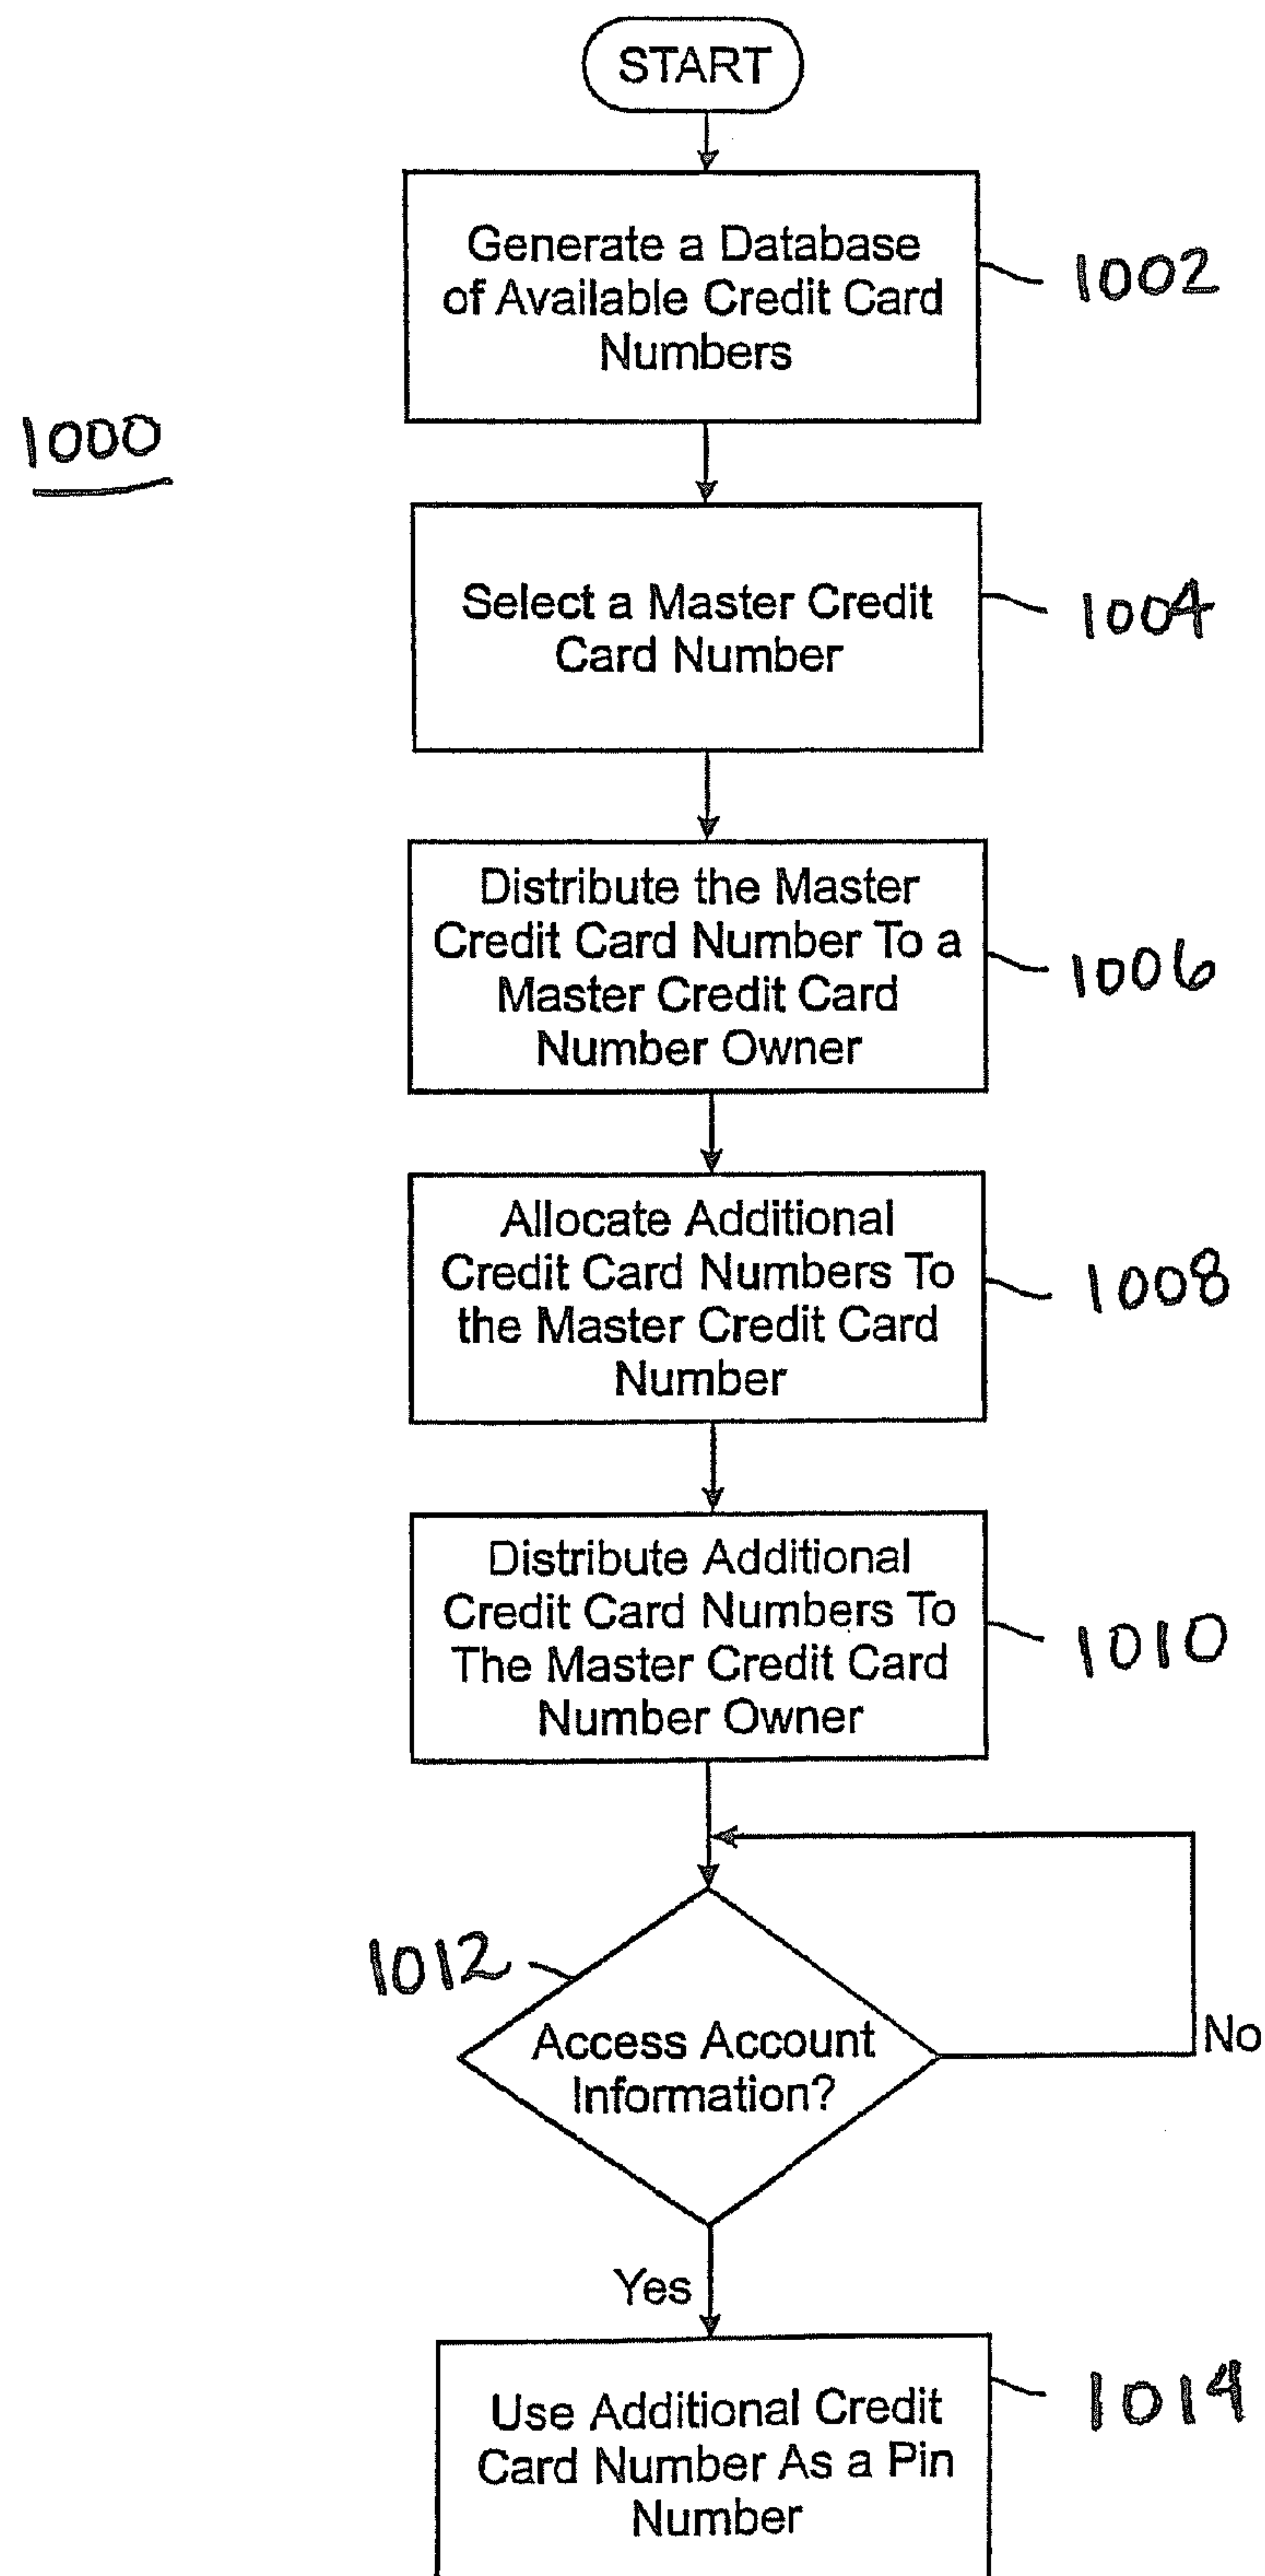 START
Generate a Database
of Available Credit Card
Numbers
1002
1000
Select a Master Credit
Card Number
1004
Distribute the Master
Credit Card Number To a
Master Credit Card
Number Owner
1006
Allocate Additional
Credit Card Numbers To
the Master Credit Card
Number
1008
Distribute Additional
Credit Card Numbers To
The Master Credit Card
Number Owner
1010
1012
Access Account
Information?
No
Yes
Use Additional Credit
Card Number As a Pin
Number
1014